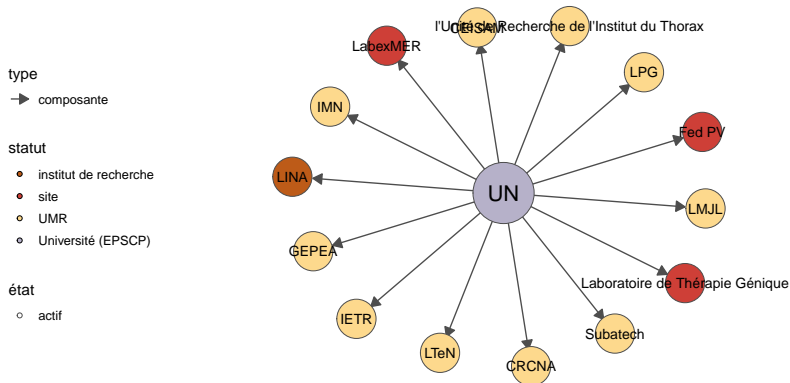 type
composante
statut
institut de recherche
site
UMR
Université (EPSCP)
état
actif
l'Unité de Recherche de l'Institut du Thorax
CEISAM
LabexMER
LPG
IMN
Fed PV
LINA
UN
LMJL
GEPEA
Laboratoire de Thérapie Génique
IETR
Subatech
LTeN
CRCNA